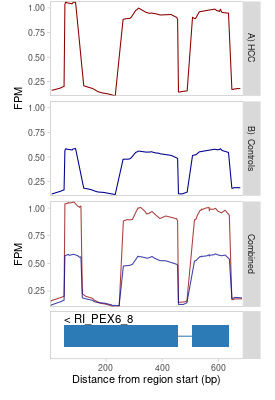 1.00
0.75
0.50
0.25
FPM
A) HCC
1.00
0.75
0.50
0.25
B) Controls
1.00
0.75
0.50
0.25
FPM
Combined
< RI_PEX6_8
200
400
600
Distance from region start (bp)